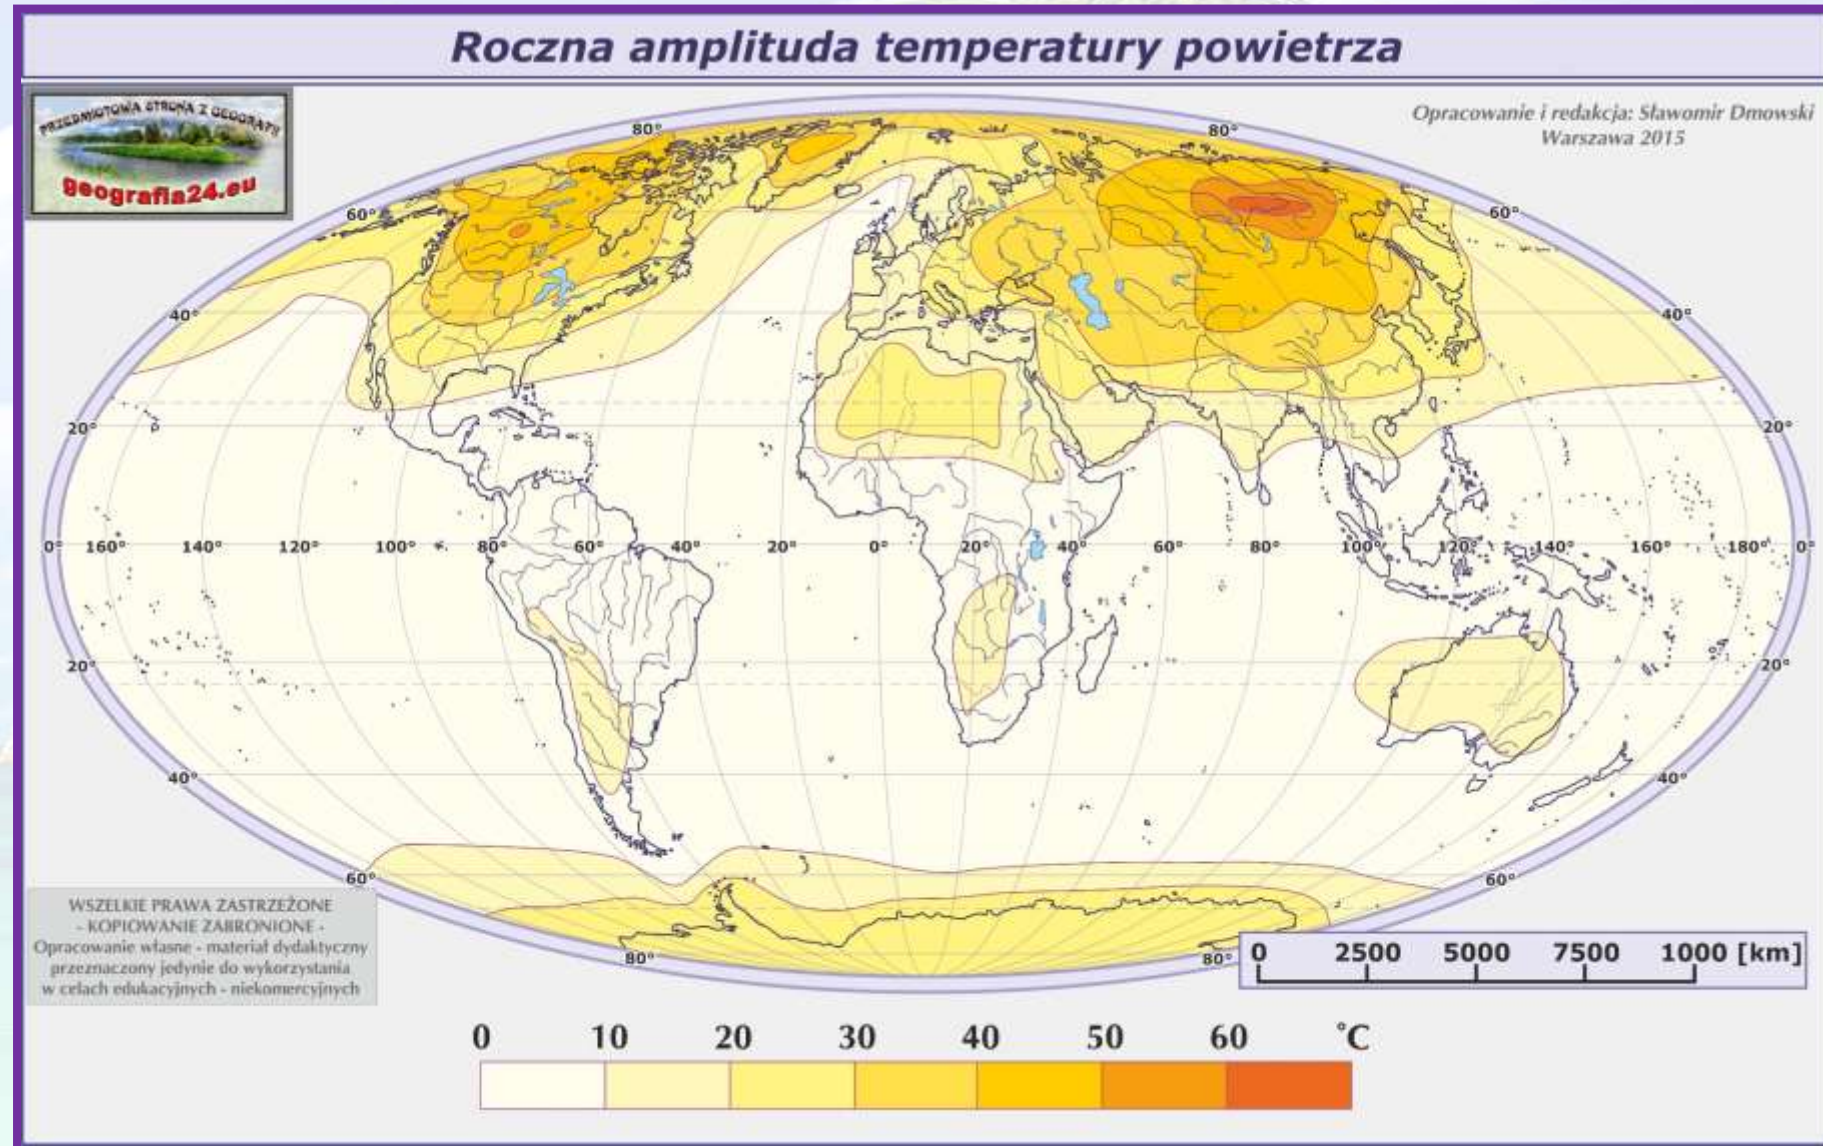 Roczna amplituda temperatury powietrza
PRZEDMIOTOWA STRONA Z GEOGRAFII
geografia24.eu
Opracowanie i redakcja: Sławomir Dmowski
Warszawa 2015
80° 80°
60° 60°
40° 40°
20° 20°
0° 160° 140° 120° 100° 80° 60° 40° 20° 0° 20° 40° 60° 80° 100° 120° 140° 160° 180° 0°
20° 20°
40° 40°
60° 60°
80° 80°
WSZELKIE PRAWA ZASTRZEŻONE
- KOPIOWANIE ZABRONIONE -
Opracowanie własne - materiał dydaktyczny
przeznaczony jedynie do wykorzystania
w celach edukacyjnych - niekomercyjnych
0 2500 5000 7500 1000 [km]
0 10 20 30 40 50 60 °C